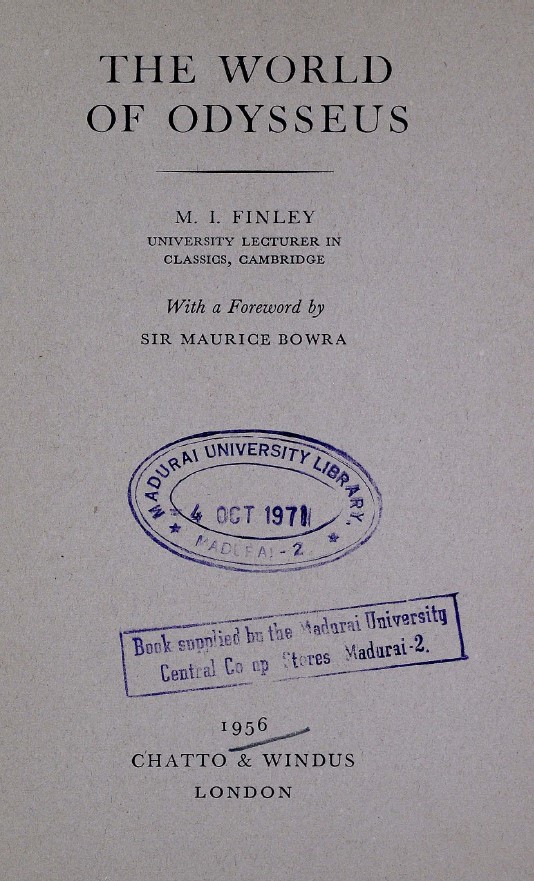 THE WORLD
OF ODYSSEUS
M. I. FINLEY
UNIVERSITY LECTURER IN
CLASSICS, CAMBRIDGE
With a Foreword by
SIR MAURICE BOWRA
MADURAI UNIVERSITY LIBRARY,
4 OCT 1971
MADURAI - 2
Book supplied by the Madurai University
Central Co op Stores Madurai-2.
1956
CHATTO & WINDUS
LONDON